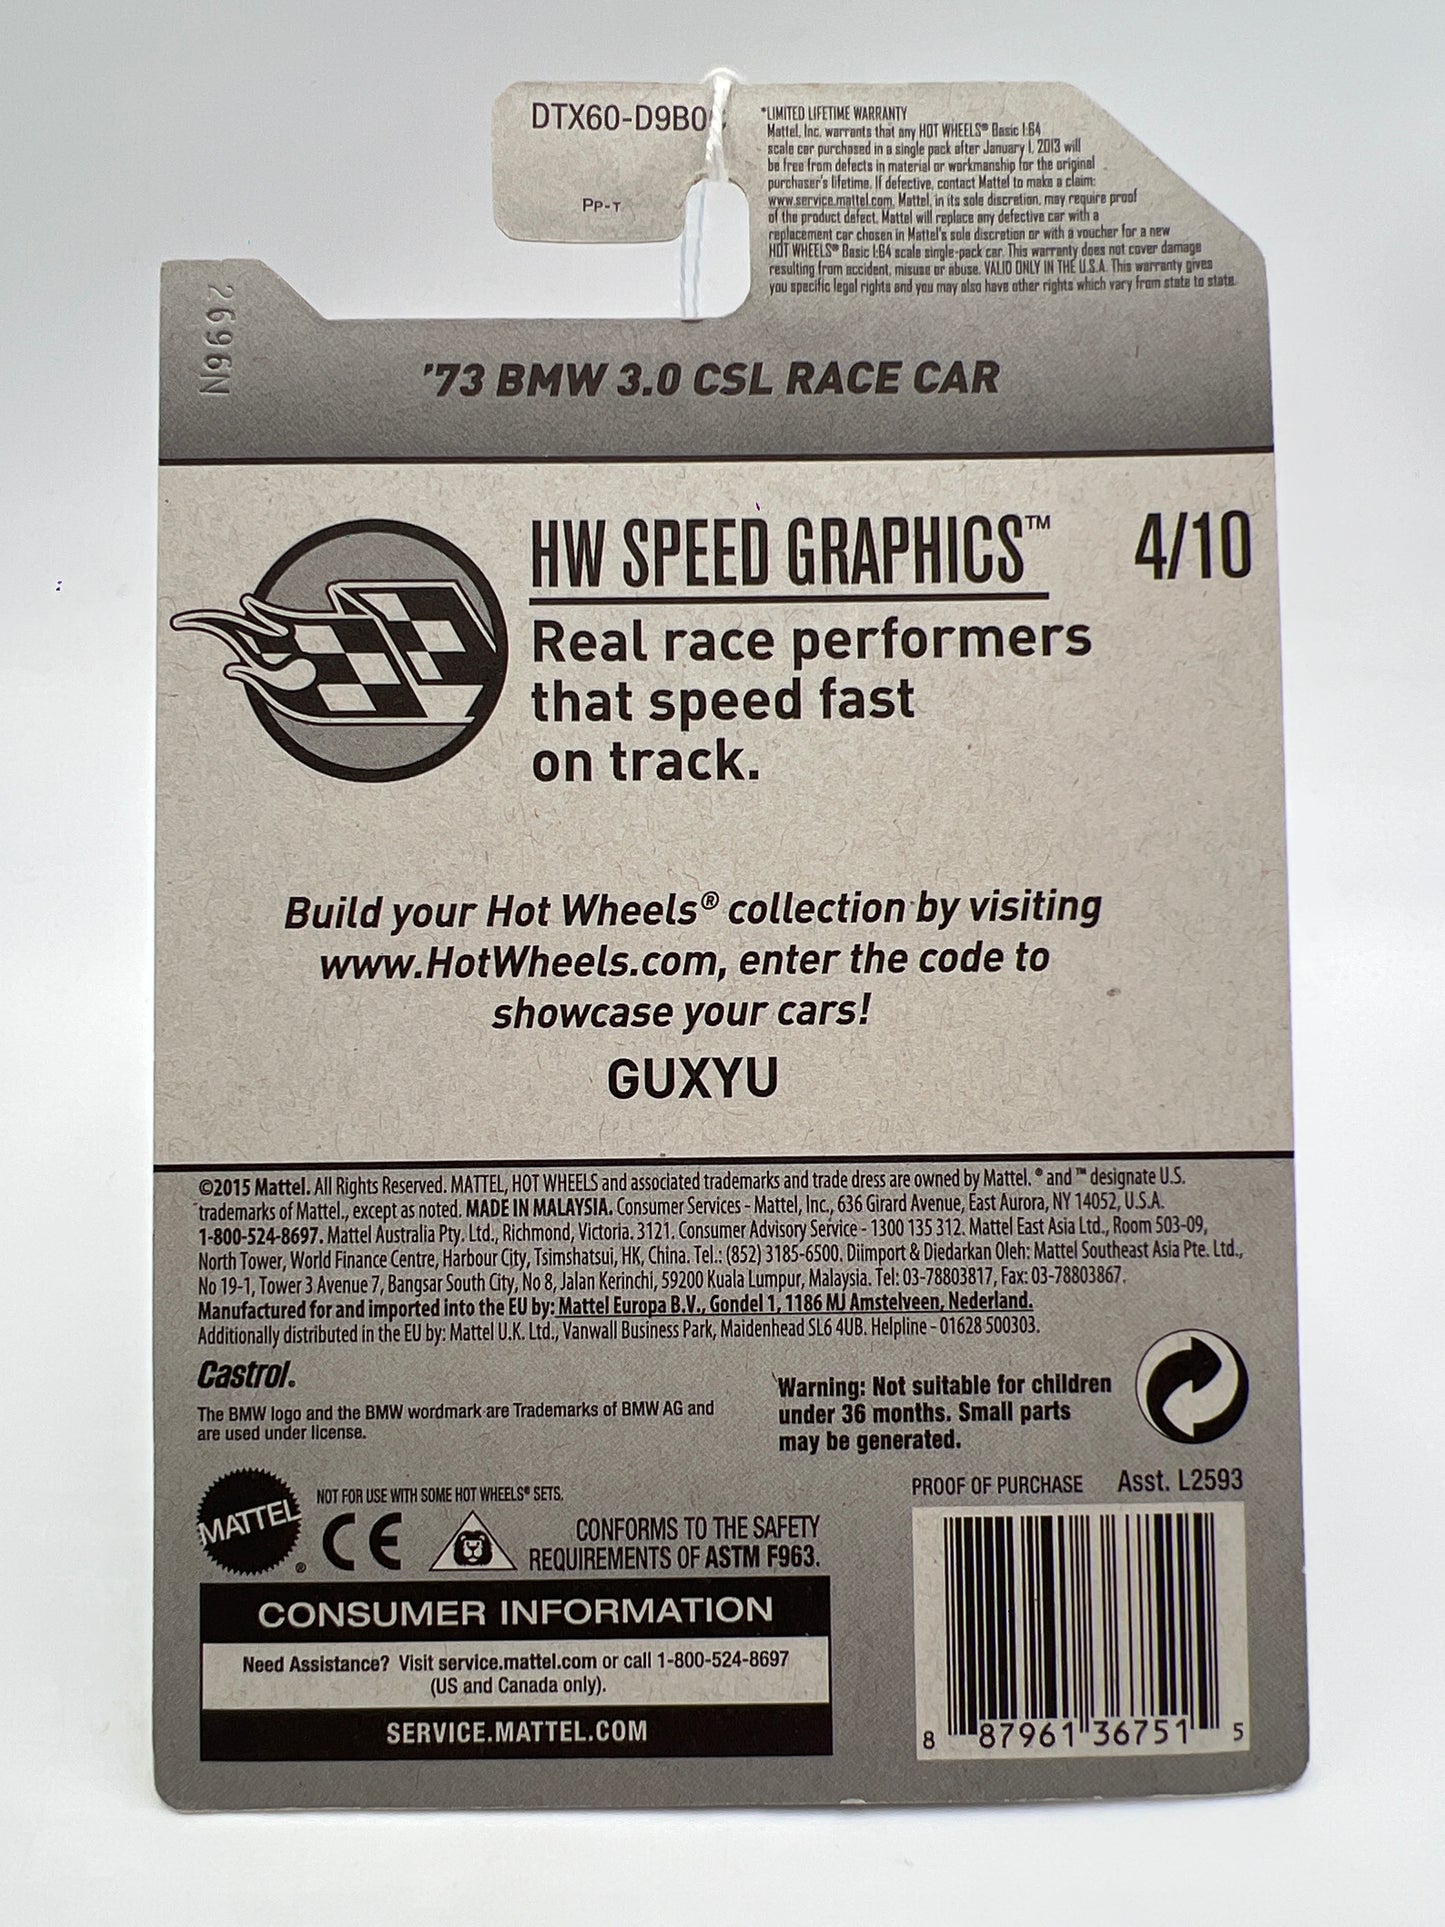 DTX60-D9B0
PP-T
*LIMITED LIFETIME WARRANTY
Mattel, Inc. warrants that any HOT WHEELS® Basic 1:64
scale car purchased in a single pack after January 1, 2013 will
be free from defects in material or workmanship for the original
purchaser's lifetime. If defective, contact Mattel to make a claim:
www.service.mattel.com. Mattel, in its sole discretion, may require proof
of the product defect. Mattel will replace any defective car with a
replacement car chosen in Mattel's sole discretion or with a voucher for a new
HOT WHEELS® Basic 1:64 scale single-pack car. This warranty does not cover damage
resulting from accident, misuse or abuse. VALID ONLY IN THE U.S.A. This warranty gives
you specific legal rights and you may also have other rights which vary from state to state.
2696N
'73 BMW 3.0 CSL RACE CAR
HW SPEED GRAPHICS™ 4/10
Real race performers
that speed fast
on track.
Build your Hot Wheels® collection by visiting
www.HotWheels.com, enter the code to
showcase your cars!
GUXYU
©2015 Mattel. All Rights Reserved. MATTEL, HOT WHEELS and associated trademarks and trade dress are owned by Mattel. ® and ™ designate U.S.
trademarks of Mattel., except as noted. MADE IN MALAYSIA. Consumer Services - Mattel, Inc., 636 Girard Avenue, East Aurora, NY 14052, U.S.A.
1-800-524-8697. Mattel Australia Pty. Ltd., Richmond, Victoria. 3121. Consumer Advisory Service - 1300 135 312. Mattel East Asia Ltd., Room 503-09,
North Tower, World Finance Centre, Harbour City, Tsimshatsui, HK, China. Tel.: (852) 3185-6500. Diimport & Diedarkan Oleh: Mattel Southeast Asia Pte. Ltd.,
No 19-1, Tower 3 Avenue 7, Bangsar South City, No 8, Jalan Kerinchi, 59200 Kuala Lumpur, Malaysia. Tel: 03-78803817, Fax: 03-78803867.
Manufactured for and imported into the EU by: Mattel Europa B.V., Gondel 1, 1186 MJ Amstelveen, Nederland.
Additionally distributed in the EU by: Mattel U.K. Ltd., Vanwall Business Park, Maidenhead SL6 4UB. Helpline - 01628 500303.
Castrol.
The BMW logo and the BMW wordmark are Trademarks of BMW AG and
are used under license.
Warning: Not suitable for children
under 36 months. Small parts
may be generated.
PROOF OF PURCHASE Asst. L2593
MATTEL®
NOT FOR USE WITH SOME HOT WHEELS® SETS.
CE
CONFORMS TO THE SAFETY
REQUIREMENTS OF ASTM F963.
CONSUMER INFORMATION
Need Assistance? Visit service.mattel.com or call 1-800-524-8697
(US and Canada only).
SERVICE.MATTEL.COM
8 87961 36751 5